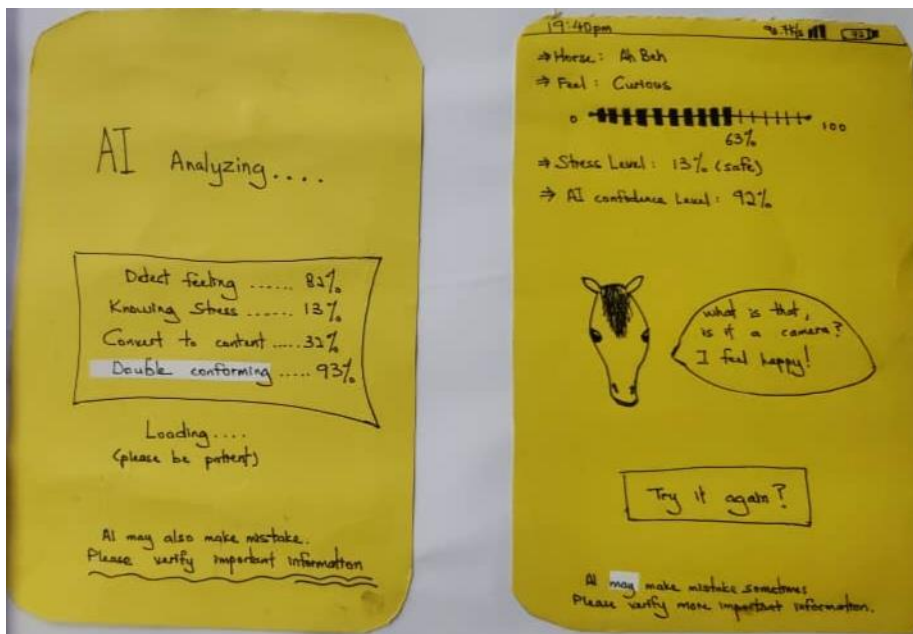 AI Analyzing....
Detect feeling ...... 82%
Knowing Stress ...... 13%
Convert to content ..... 32%
Double conforming ..... 93%
Loading....
(please be patient)
AI may also make mistake.
Please verify important information
19:40pm
92
⇒ Horse: Ah Beh
⇒ Feel: Curious
0 100
63%
⇒ Stress Level: 13% (safe)
⇒ AI confidence Level: 92%
what is that,
is it a camera?
I feel happy!
Try it again?
AI may make mistake sometimes
Please verify more important information.